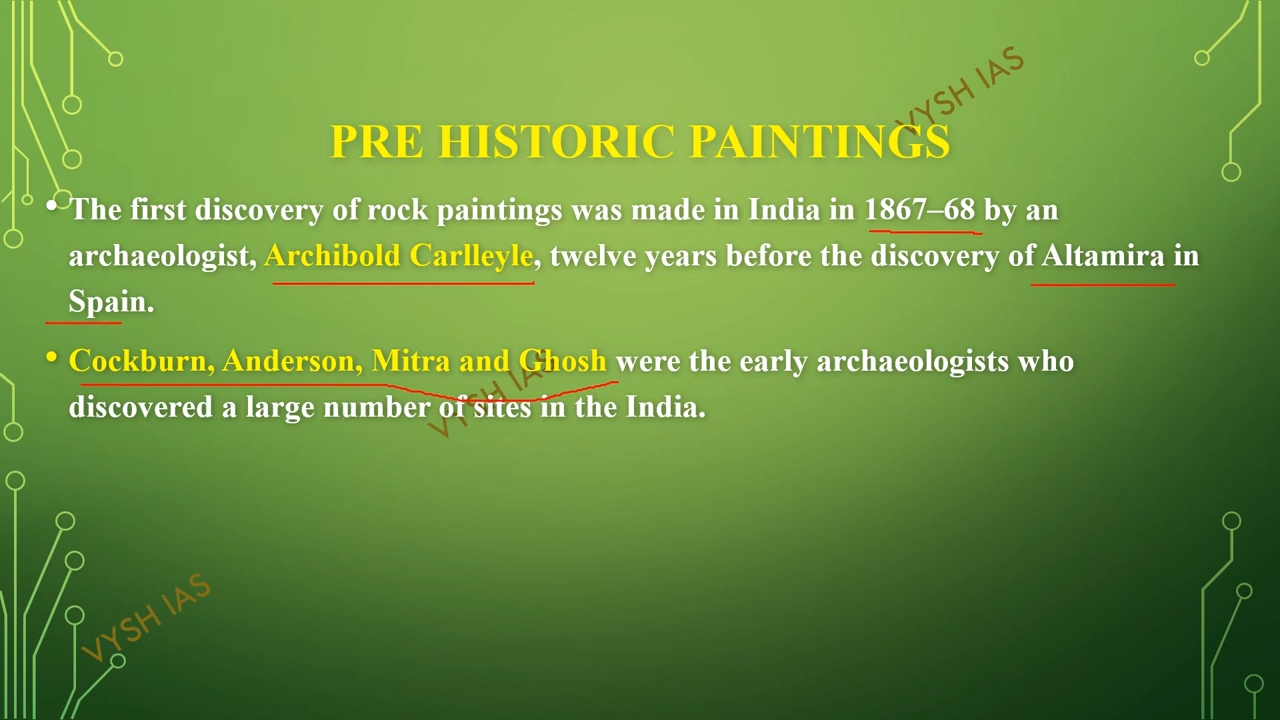 VYSH IAS
PRE HISTORIC PAINTINGS
• The first discovery of rock paintings was made in India in 1867–68 by an
archaeologist, Archibold Carlleyle, twelve years before the discovery of Altamira in
Spain.
• Cockburn, Anderson, Mitra and Ghosh were the early archaeologists who
discovered a large number of sites in the India.
VYSH IAS
VYSH IAS